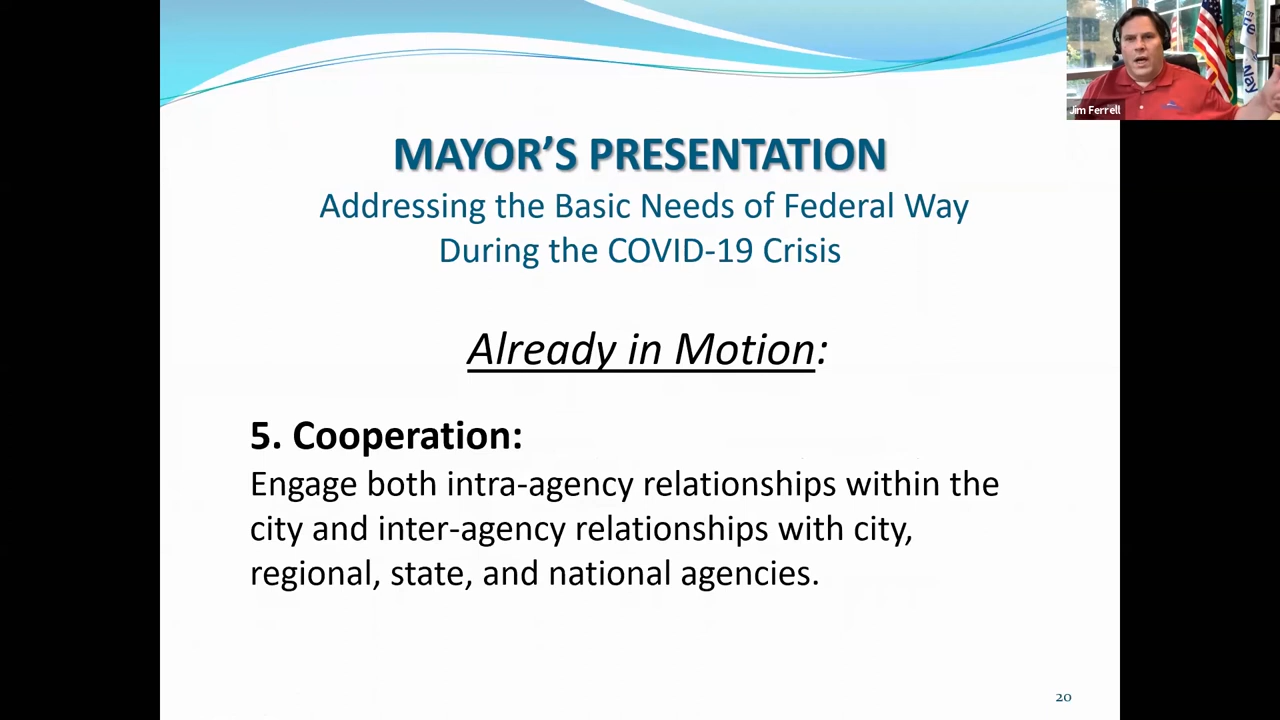 Jim Ferrell
MAYOR'S PRESENTATION
Addressing the Basic Needs of Federal Way
During the COVID-19 Crisis
Already in Motion:
5. Cooperation:
Engage both intra-agency relationships within the
city and inter-agency relationships with city,
regional, state, and national agencies.
20